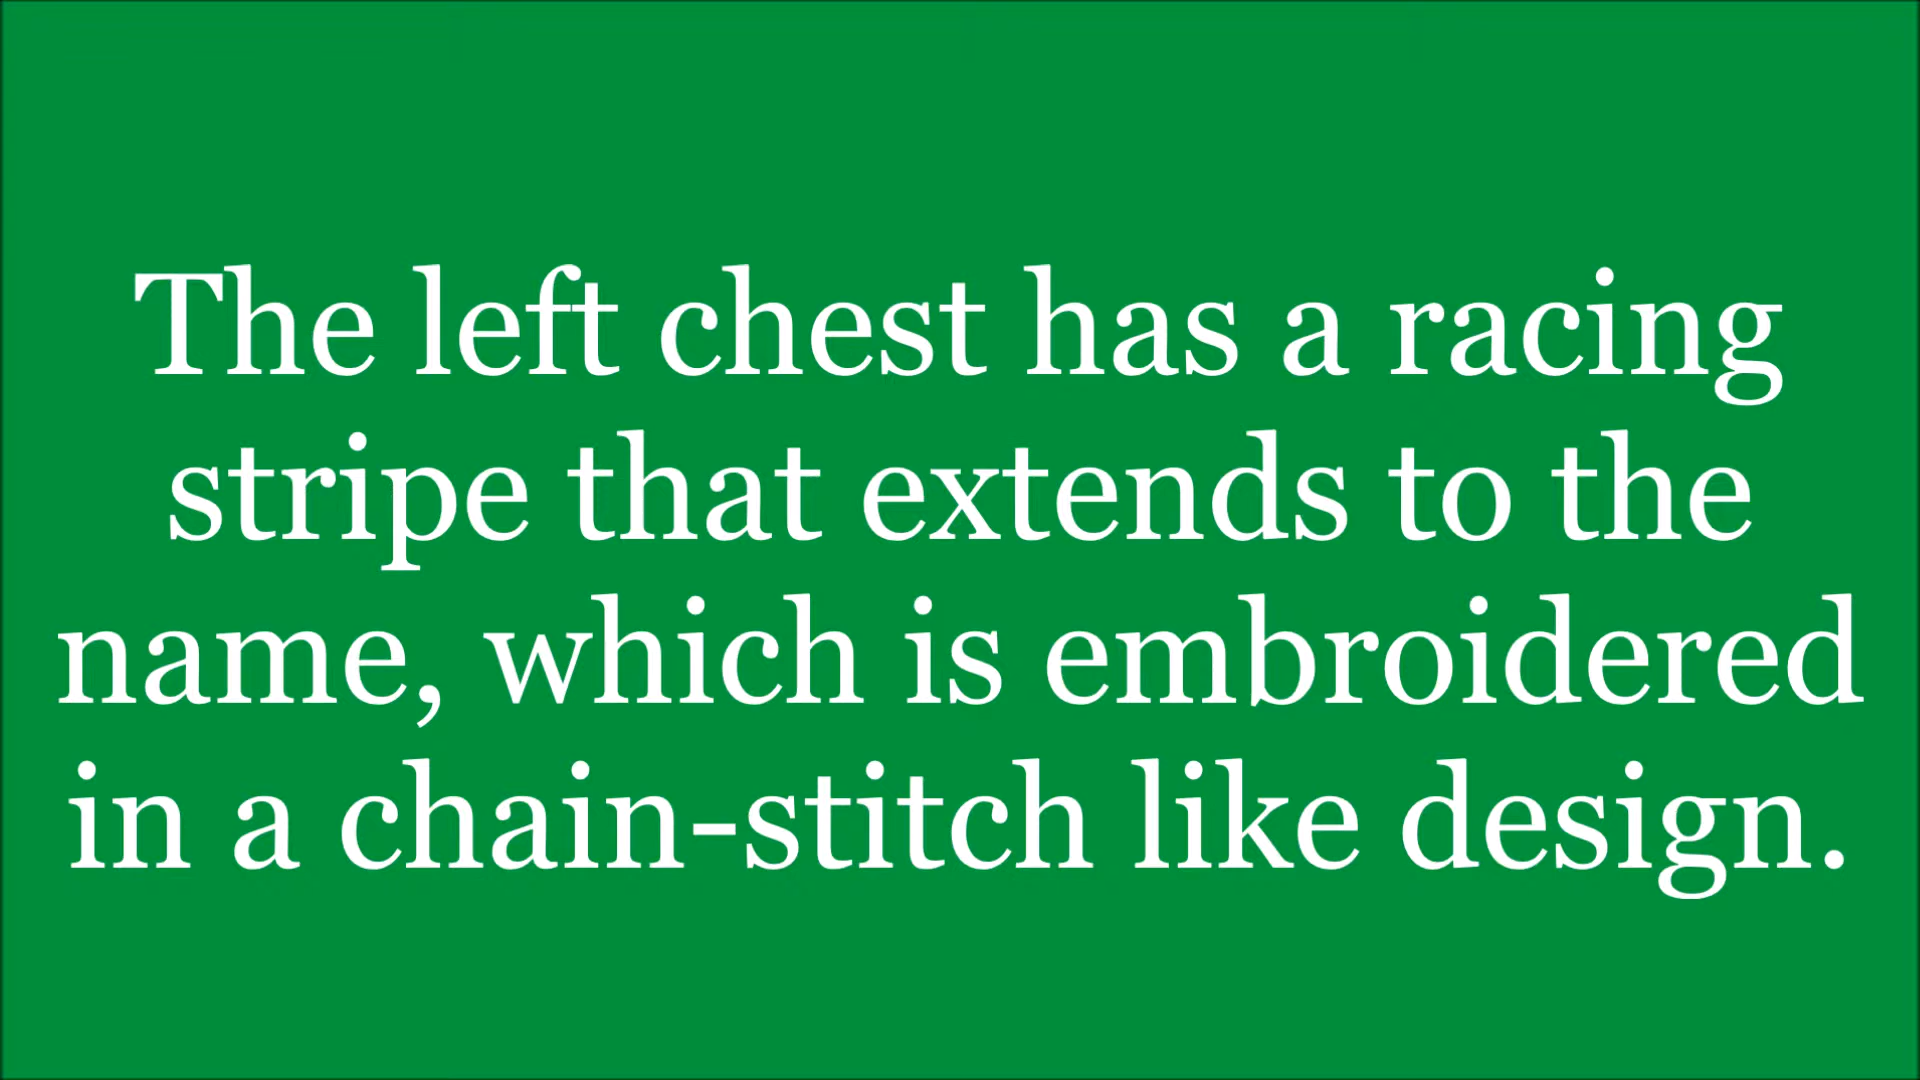 The left chest has a racing
stripe that extends to the
name, which is embroidered
in a chain-stitch like design.